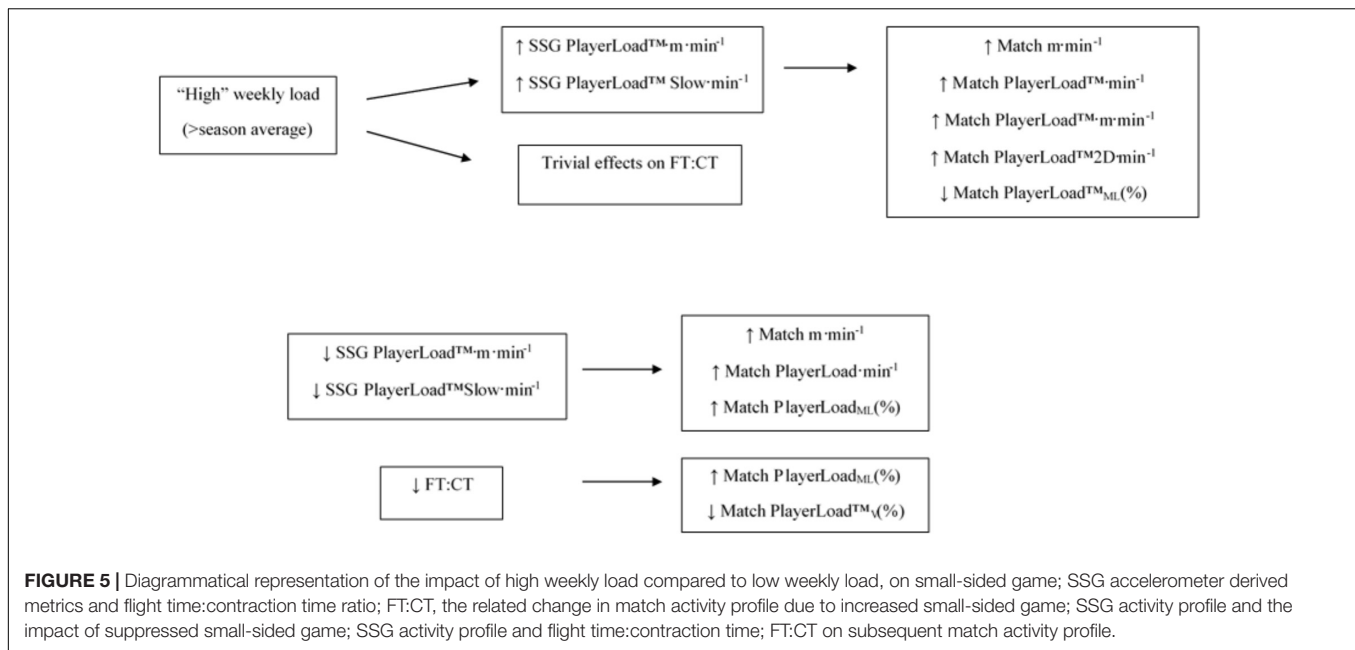 "High" weekly load
(>season average)
↑ SSG PlayerLoad™·m·min⁻¹
↑ SSG PlayerLoad™ Slow·min⁻¹
Trivial effects on FT:CT
↑ Match m·min⁻¹
↑ Match PlayerLoad™·min⁻¹
↑ Match PlayerLoad™·m·min⁻¹
↑ Match PlayerLoad™2D·min⁻¹
↓ Match PlayerLoad™ML(%)
↓ SSG PlayerLoad™·m·min⁻¹
↓ SSG PlayerLoad™Slow·min⁻¹
↑ Match m·min⁻¹
↑ Match PlayerLoad·min⁻¹
↑ Match PlayerLoadML(%)
↓ FT:CT
↑ Match PlayerLoadML(%)
↓ Match PlayerLoad™V(%)
FIGURE 5 | Diagrammatical representation of the impact of high weekly load compared to low weekly load, on small-sided game; SSG accelerometer derived
metrics and flight time:contraction time ratio; FT:CT, the related change in match activity profile due to increased small-sided game; SSG activity profile and the
impact of suppressed small-sided game; SSG activity profile and flight time:contraction time; FT:CT on subsequent match activity profile.